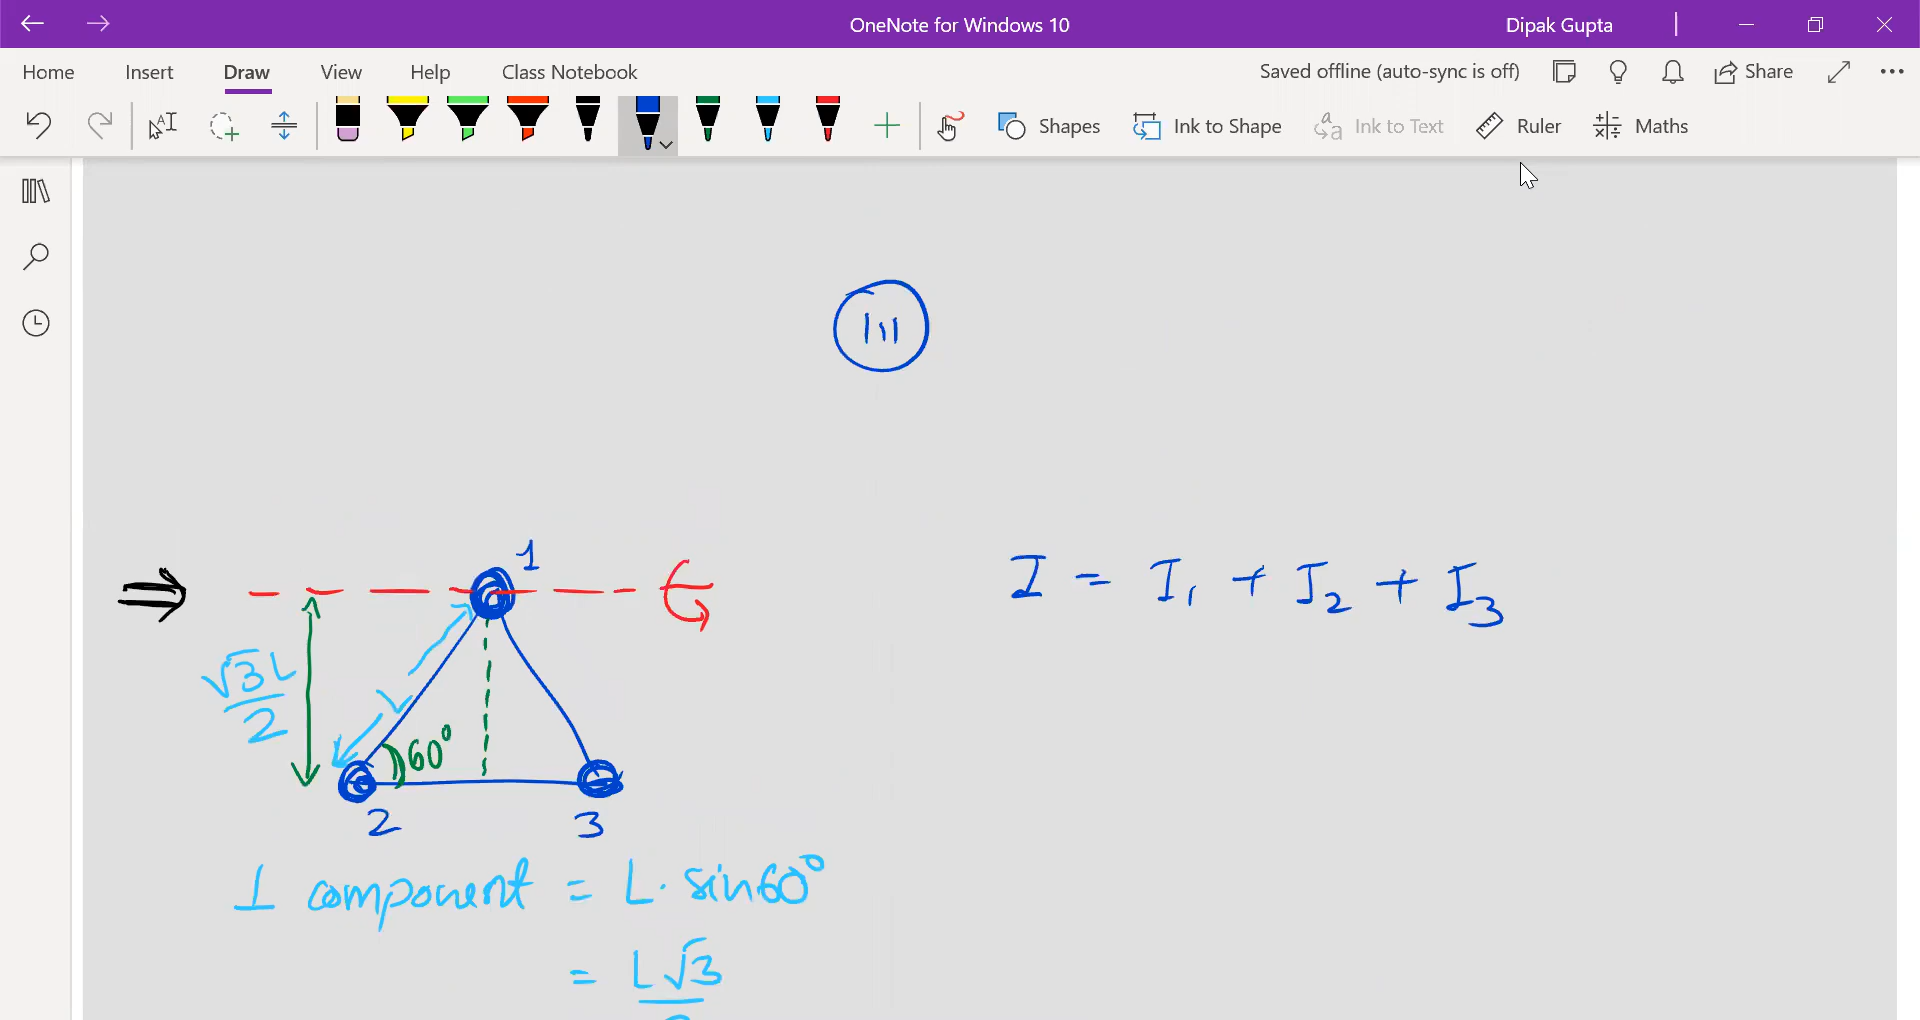 OneNote for Windows 10
Dipak Gupta
Home Insert Draw View Help Class Notebook
Saved offline (auto-sync is off)
Share
Shapes
Ink to Shape
Ink to Text
Ruler
Maths
III
1
I = I₁ + I₂ + I₃
√3L/2
L
60°
2
3
⊥ component = L. sin60°
= L√3